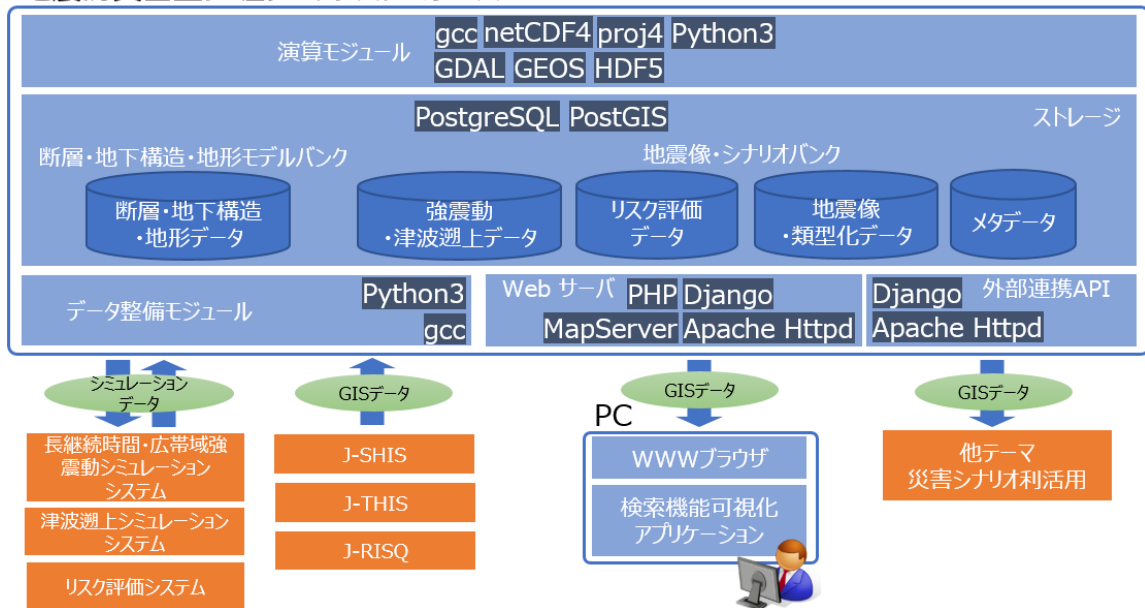 gcc netCDF4 proj4 Python3
演算モジュール
GDAL GEOS HDF5
PostgreSQL PostGIS
ストレージ
断層・地下構造・地形モデルバンク
地震像・シナリオバンク
断層・地下構造
・地形データ
強震動
・津波遡上データ
リスク評価
データ
地震像
・類型化データ
メタデータ
データ整備モジュール
Python3
gcc
Web サーバ PHP Django
MapServer Apache Httpd
Django 外部連携API
Apache Httpd
シミュレーション
データ
GISデータ
GISデータ
GISデータ
長継続時間・広帯域強
震動シミュレーション
システム
津波遡上シミュレーション
システム
リスク評価システム
J-SHIS
J-THIS
J-RISQ
PC
WWWブラウザ
検索機能可視化
アプリケーション
他テーマ
災害シナリオ利活用